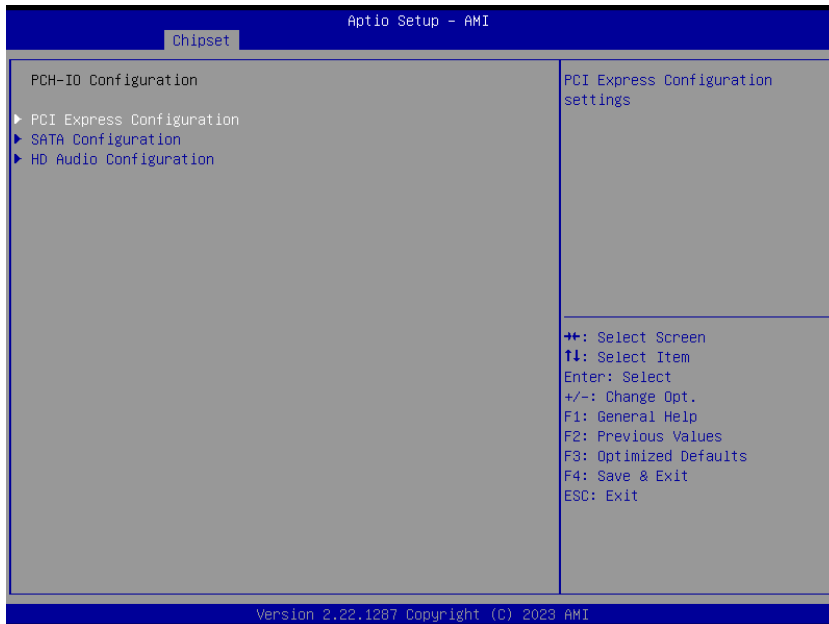 Aptio Setup – AMI
Chipset
PCH-IO Configuration
PCI Express Configuration
SATA Configuration
HD Audio Configuration
PCI Express Configuration
settings
→←: Select Screen
↑↓: Select Item
Enter: Select
+/-: Change Opt.
F1: General Help
F2: Previous Values
F3: Optimized Defaults
F4: Save & Exit
ESC: Exit
Version 2.22.1287 Copyright (C) 2023 AMI